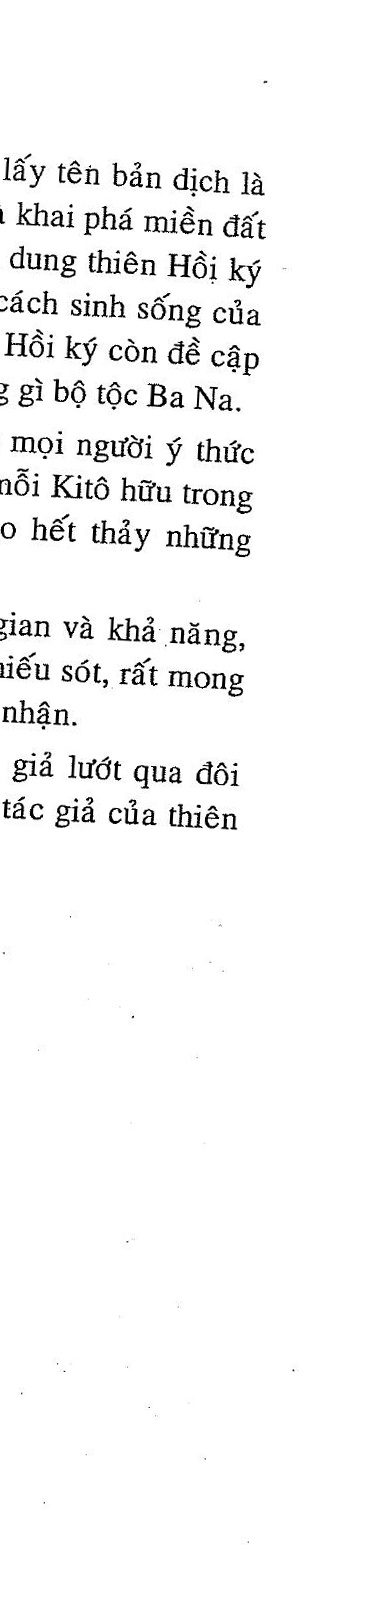 lấy tên bản dịch là
khai phá miền đất
dung thiên Hồi ký
cách sinh sống của
Hồi ký còn đề cập
gì bộ tộc Ba Na.
mọi người ý thức
mỗi Kitô hữu trong
hết thảy những
gian và khả năng,
sót, rất mong
nhận.
giả lướt qua đôi
tác giả của thiên